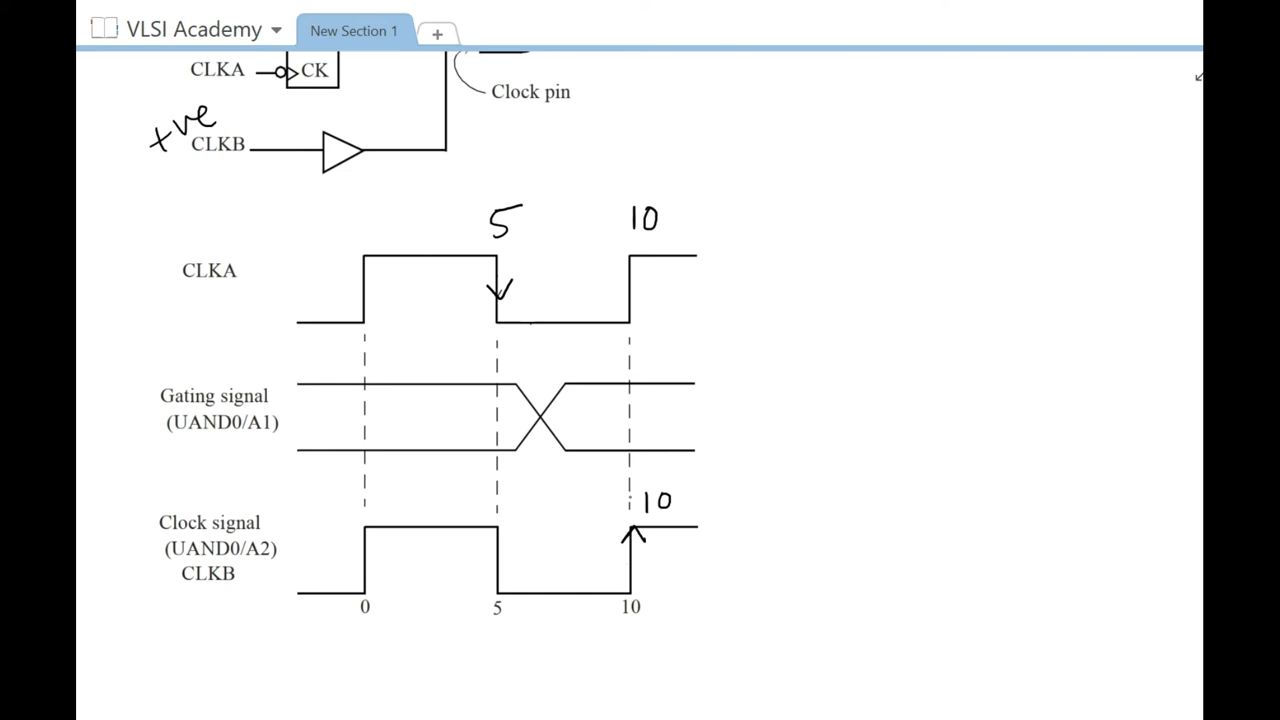 VLSI Academy
New Section 1
+
CLKA
CK
Clock pin
+ve
CLKB
5
10
CLKA
Gating signal
(UAND0/A1)
10
Clock signal
(UAND0/A2)
CLKB
0
5
10